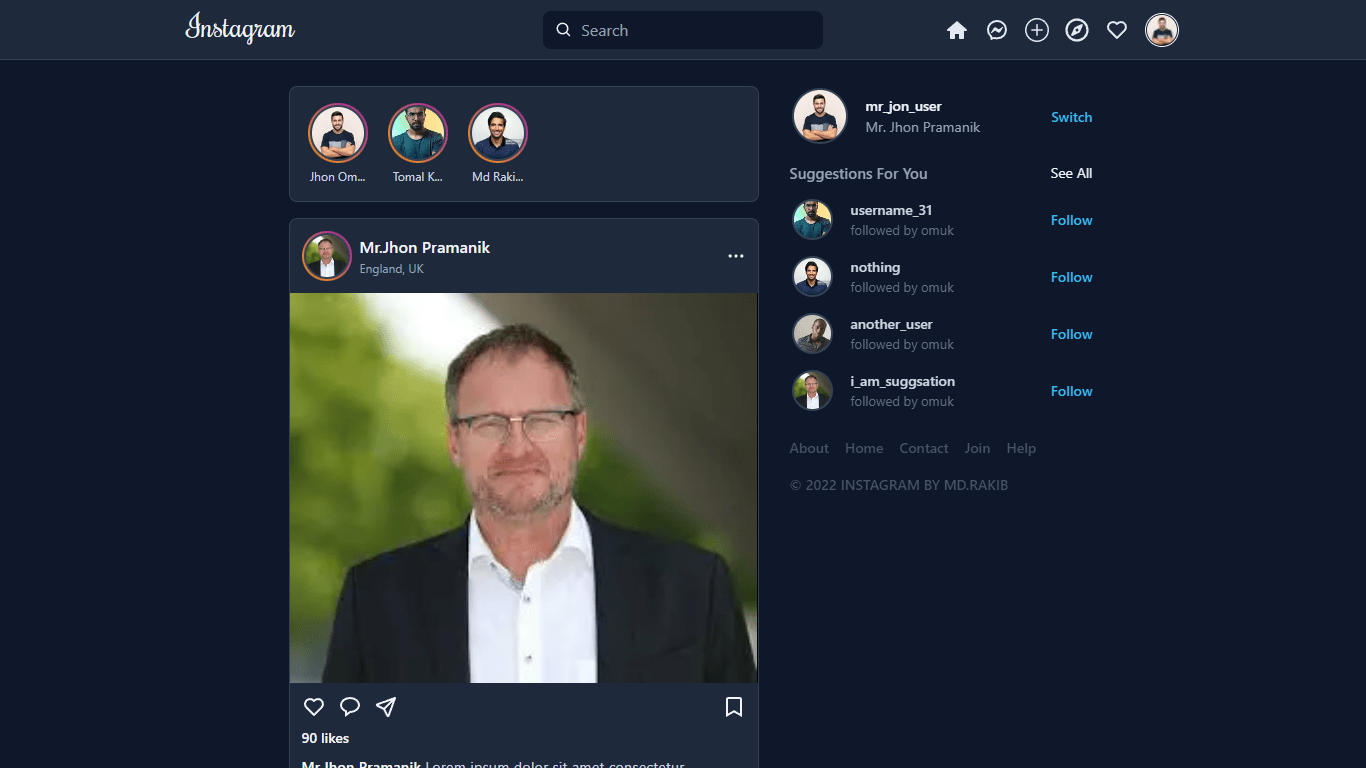 Instagram
Search
Jhon Om...
Tomal K...
Md Raki...
Mr.Jhon Pramanik
England, UK
90 likes
Mr.Jhon Pramanik Lorem ipsum dolor sit amet consectetur
mr_jon_user
Mr. Jhon Pramanik
Switch
Suggestions For You
See All
username_31
followed by omuk
Follow
nothing
followed by omuk
Follow
another_user
followed by omuk
Follow
i_am_suggsation
followed by omuk
Follow
About Home Contact Join Help
© 2022 INSTAGRAM BY MD.RAKIB